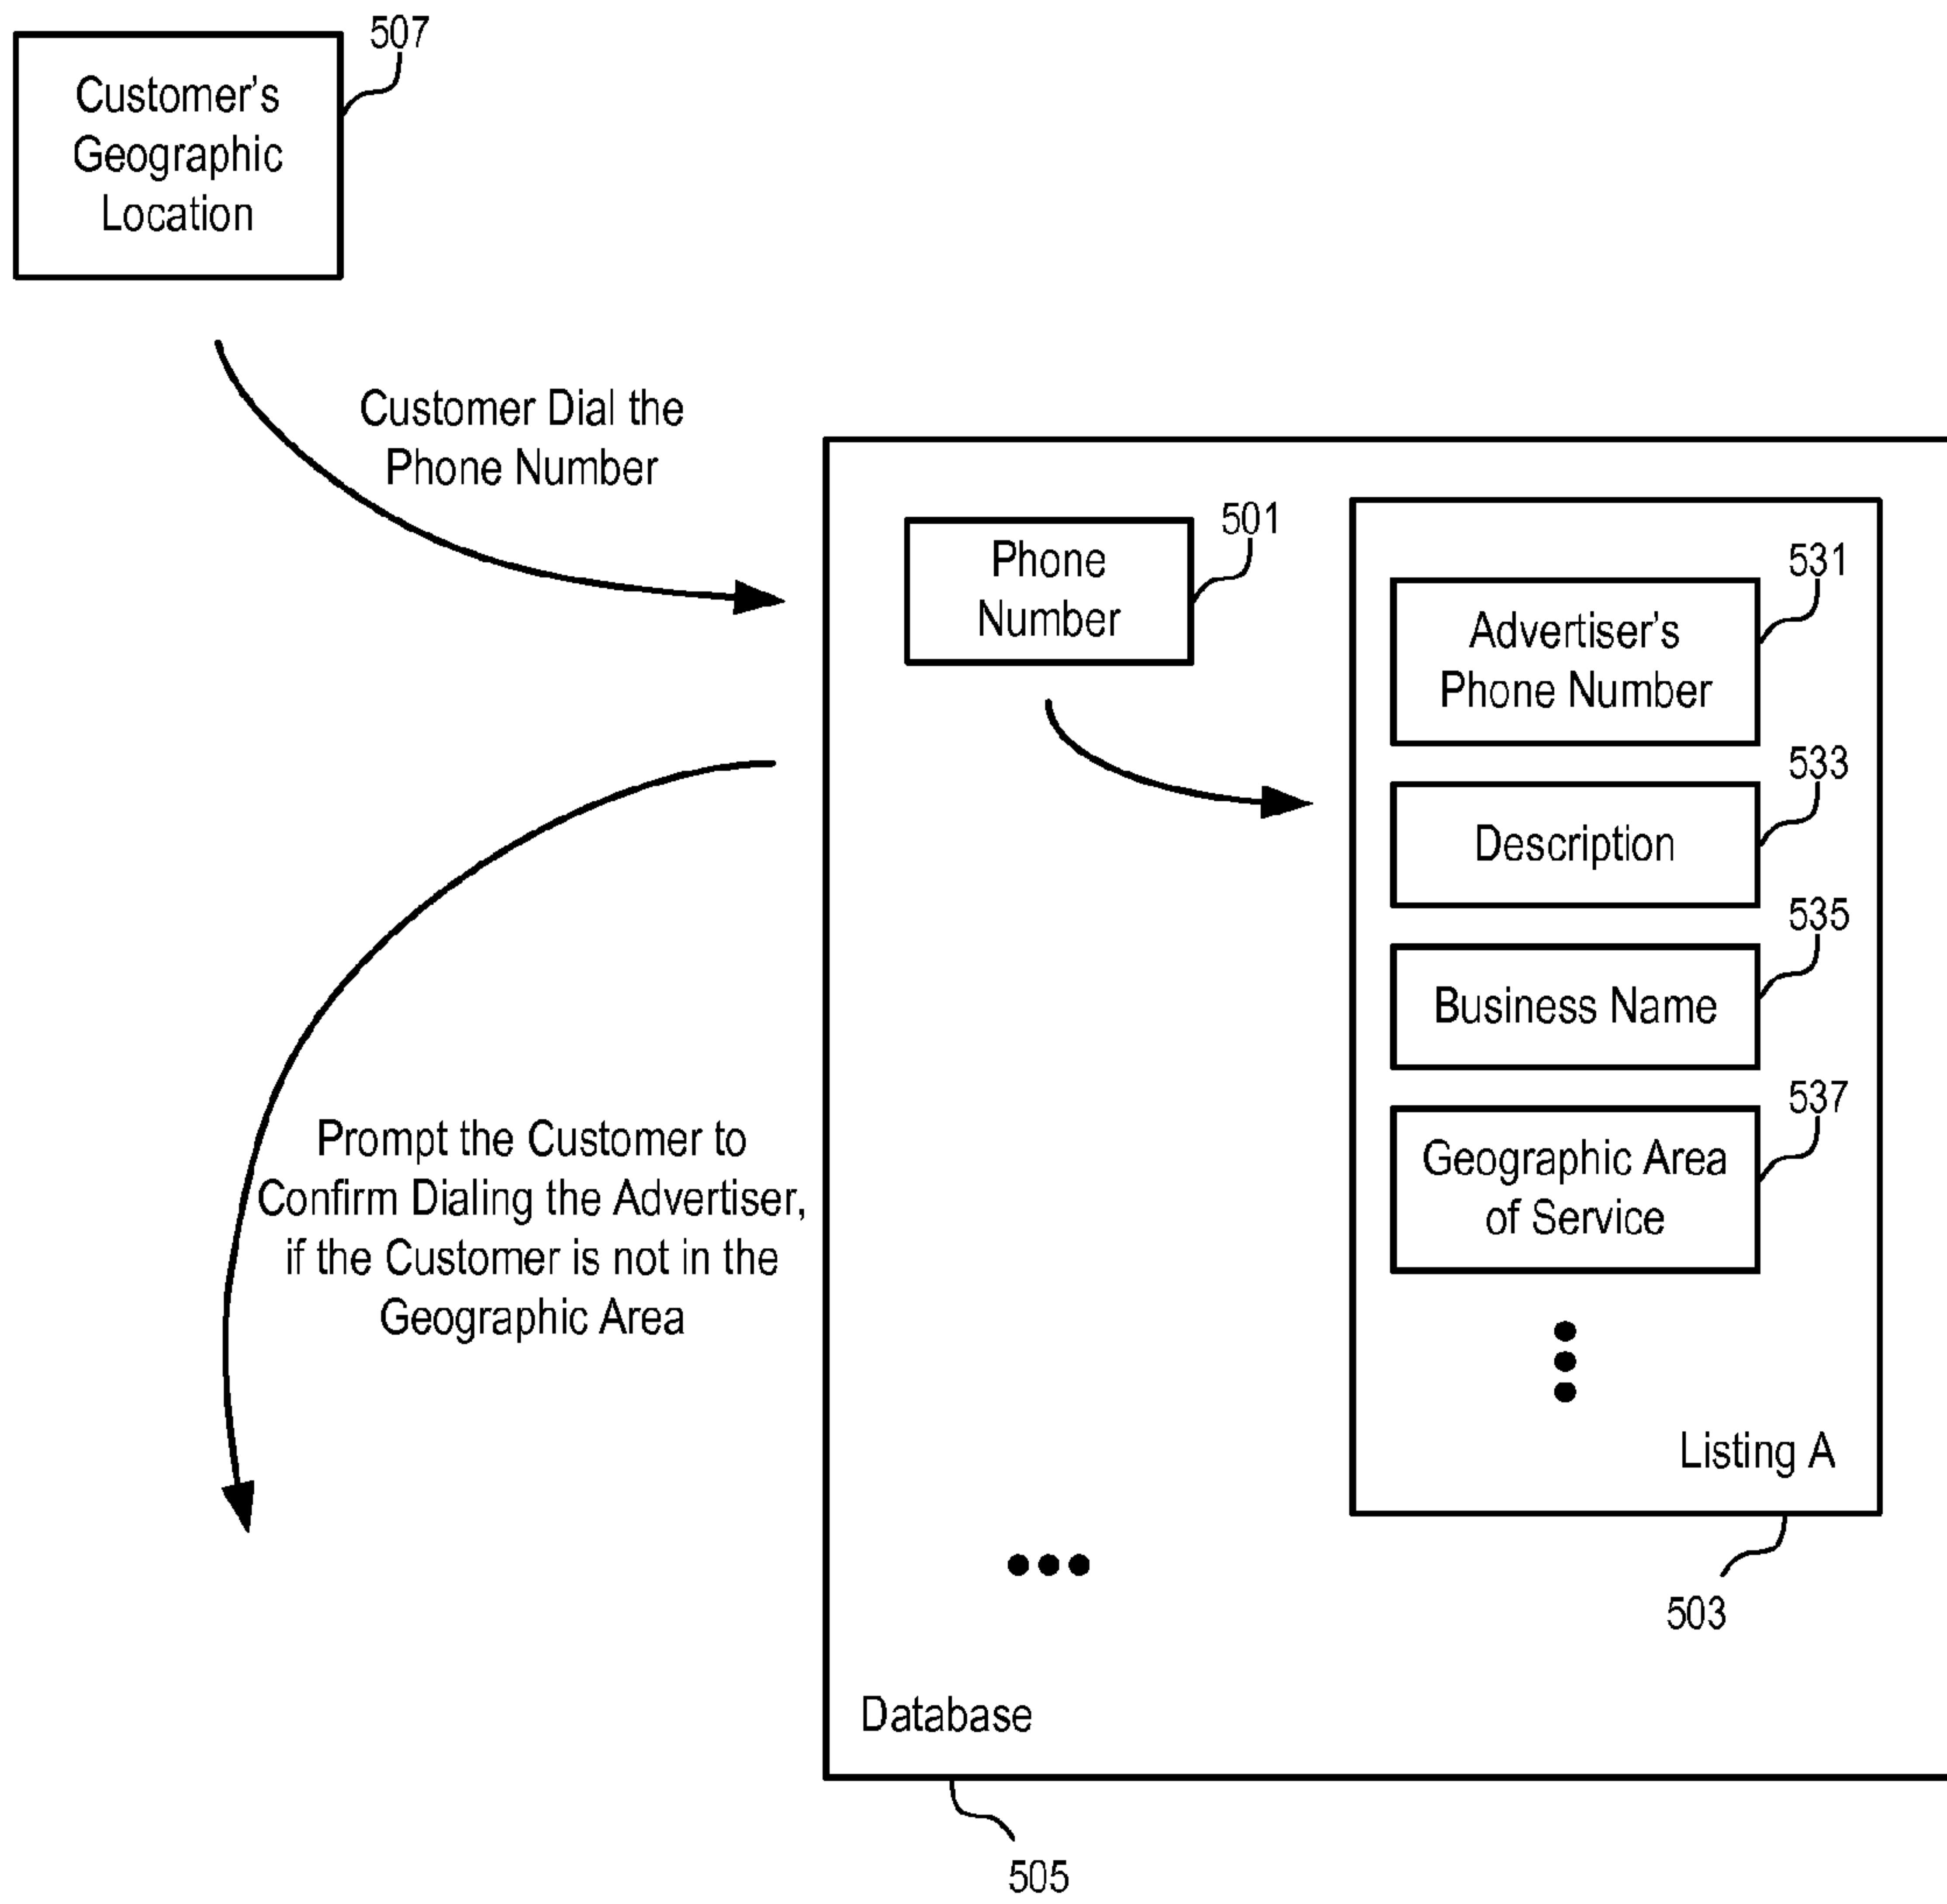 507
Customer's
Geographic
Location
Customer Dial the
Phone Number
501
Phone
Number
531
Advertiser's
Phone Number
533
Description
535
Business Name
537
Geographic Area
of Service
Prompt the Customer to
Confirm Dialing the Advertiser,
if the Customer is not in the
Geographic Area
Listing A
503
Database
505